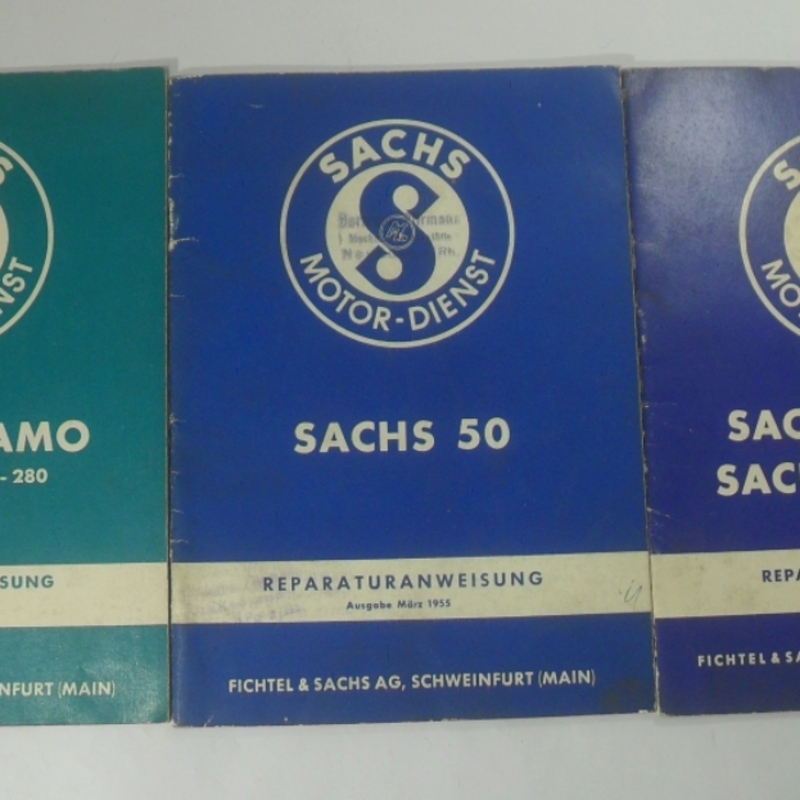 AMO
- 280
SUNG
NFURT (MAIN)
SACHS
MOTOR-DIENST
SACHS 50
REPARATURANWEISUNG
Ausgabe März 1955
FICHTEL & SACHS AG, SCHWEINFURT (MAIN)
SAC
SAC
REPA
FICHTEL & SA